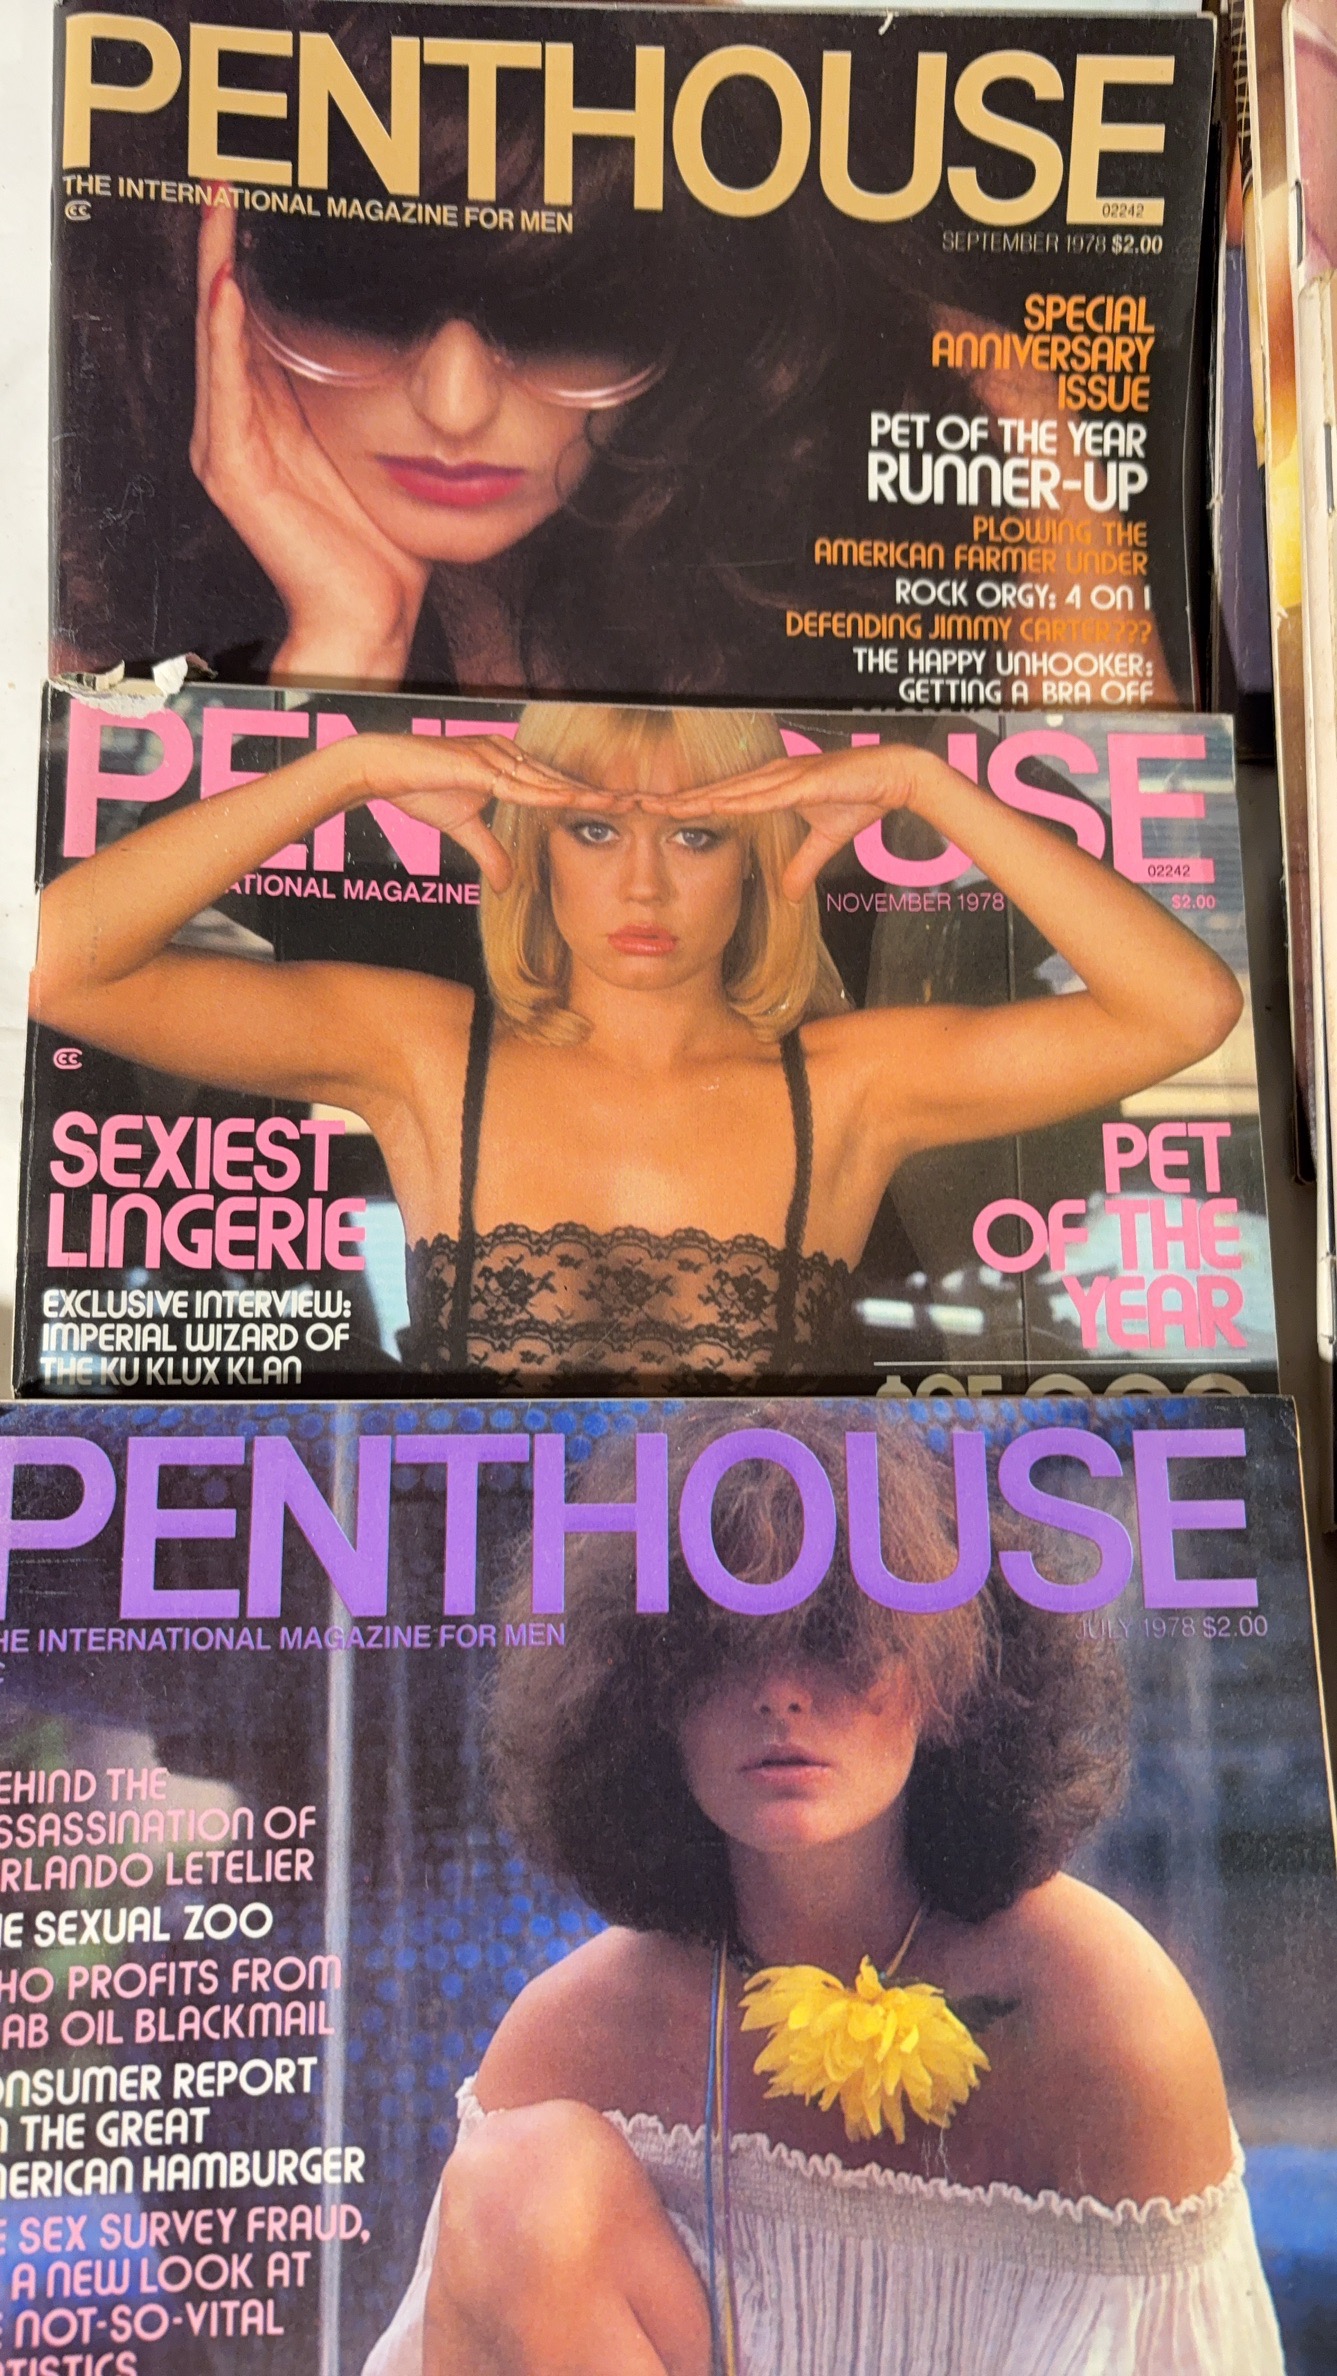 PENTHOUSE
THE INTERNATIONAL MAGAZINE FOR MEN
02242
SEPTEMBER 1978 $2.00
SPECIAL
ANNIVERSARY
ISSUE
PET OF THE YEAR
RUNNER-UP
PLOWING THE
AMERICAN FARMER UNDER
ROCK ORGY: 4 ON 1
DEFENDING JIMMY CARTER???
THE HAPPY UNHOOKER:
GETTING A BRA OFF
PEN OUSE
ATIONAL MAGAZINE
02242
NOVEMBER 1978 $2.00
CC
SEXIEST
LINGERIE
EXCLUSIVE INTERVIEW:
IMPERIAL WIZARD OF
THE KU KLUX KLAN
PET
OF THE
YEAR
PENTHOUSE
HE INTERNATIONAL MAGAZINE FOR MEN
JULY 1978 $2.00
EHIND THE
SSASSINATION OF
RLANDO LETELIER
E SEXUAL ZOO
HO PROFITS FROM
AB OIL BLACKMAIL
ONSUMER REPORT
N THE GREAT
MERICAN HAMBURGER
E SEX SURVEY FRAUD,
A NEW LOOK AT
E NOT-SO-VITAL
TISTICS